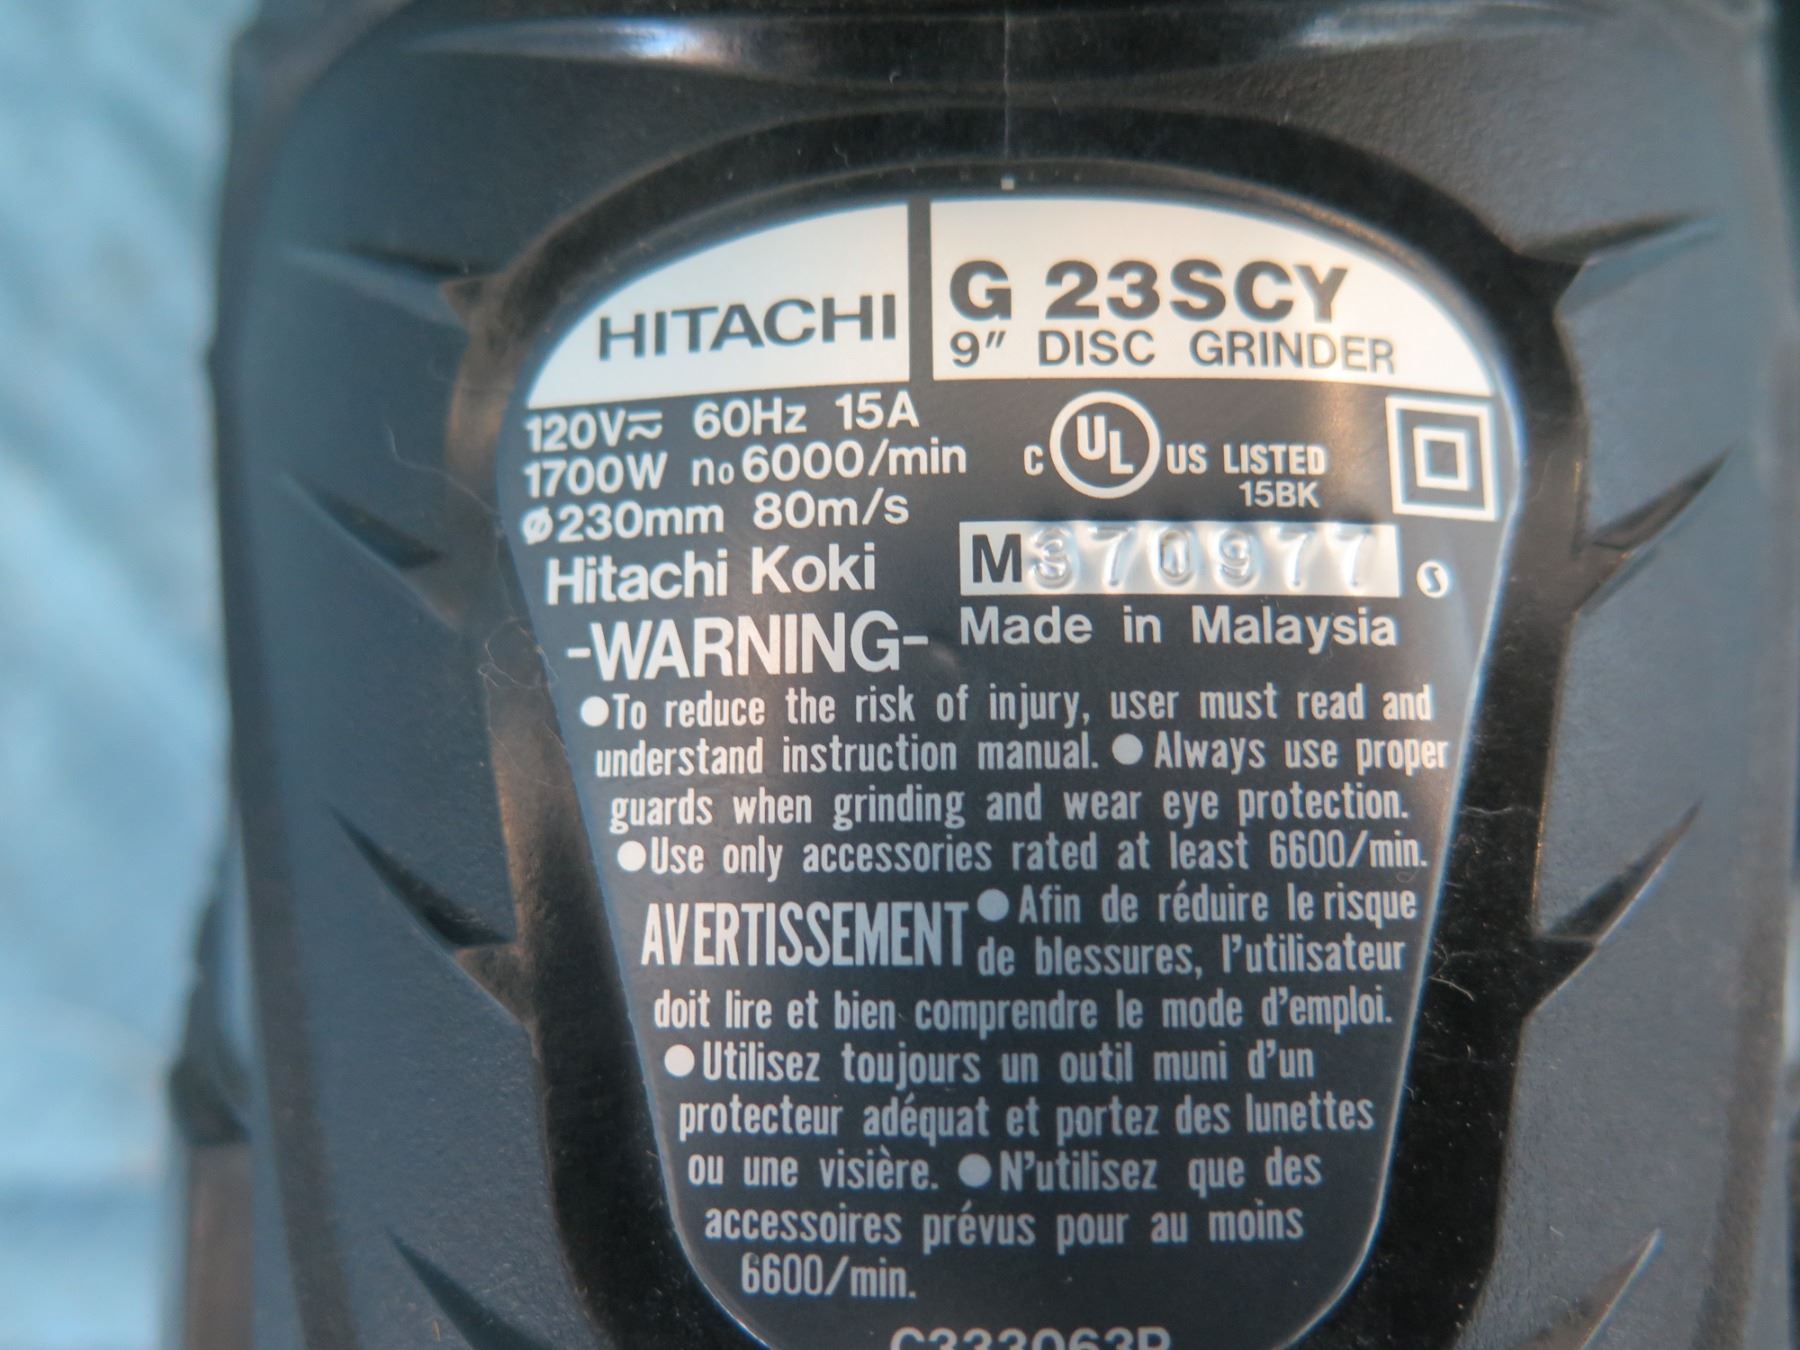 HITACHI
G 23SCY
9″ DISC GRINDER
120V⎓ 60Hz 15A
1700W no 6000/min
ø230mm 80m/s
Hitachi Koki
C UL US LISTED
15BK
M370977 S
Made in Malaysia
-WARNING-
●To reduce the risk of injury, user must read and
understand instruction manual. ● Always use proper
guards when grinding and wear eye protection.
●Use only accessories rated at least 6600/min.
AVERTISSEMENT ●Afin de réduire le risque
de blessures, l'utilisateur
doit lire et bien comprendre le mode d'emploi.
●Utilisez toujours un outil muni d'un
protecteur adéquat et portez des lunettes
ou une visière. ●N'utilisez que des
accessoires prévus pour au moins
6600/min.